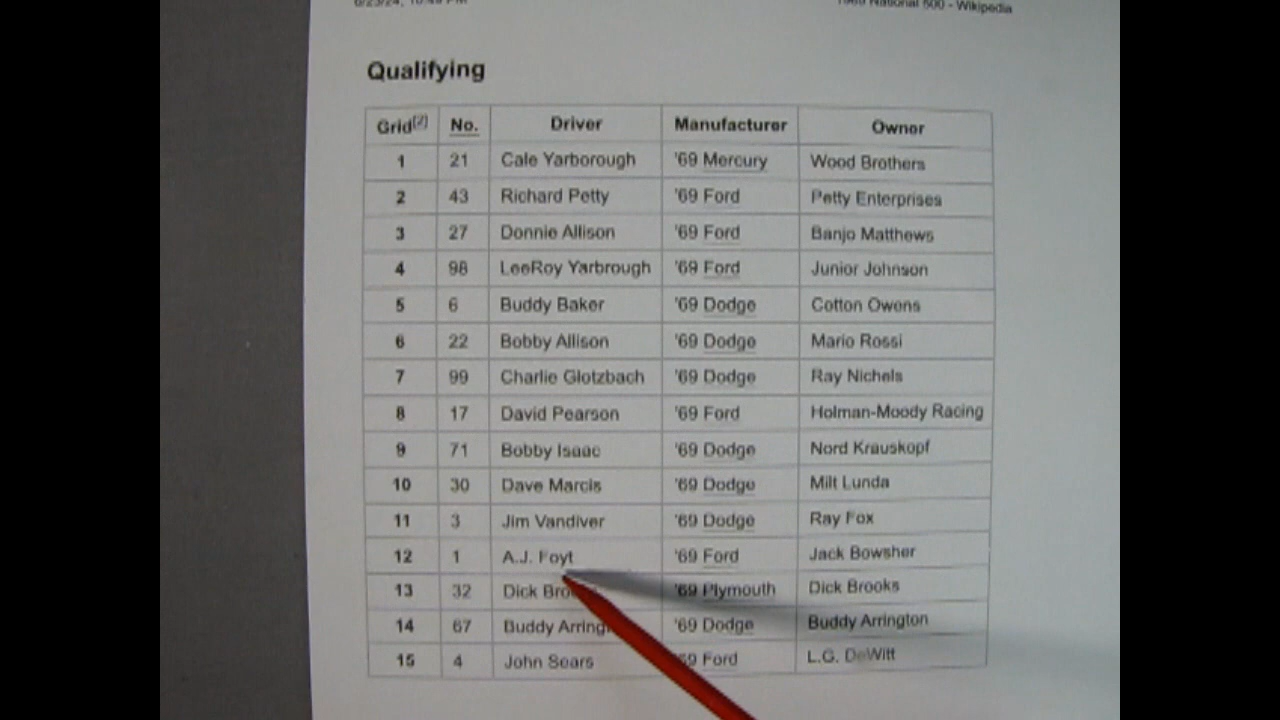 1969 National 500 - Wikipedia
Qualifying
Grid[2] No. Driver Manufacturer Owner
1 21 Cale Yarborough '69 Mercury Wood Brothers
2 43 Richard Petty '69 Ford Petty Enterprises
3 27 Donnie Allison '69 Ford Banjo Matthews
4 98 LeeRoy Yarbrough '69 Ford Junior Johnson
5 6 Buddy Baker '69 Dodge Cotton Owens
6 22 Bobby Allison '69 Dodge Mario Rossi
7 99 Charlie Glotzbach '69 Dodge Ray Nichels
8 17 David Pearson '69 Ford Holman-Moody Racing
9 71 Bobby Isaac '69 Dodge Nord Krauskopf
10 30 Dave Marcis '69 Dodge Milt Lunda
11 3 Jim Vandiver '69 Dodge Ray Fox
12 1 A.J. Foyt '69 Ford Jack Bowsher
13 32 Dick '69 Plymouth Dick Brooks
14 67 Buddy '69 Dodge Buddy Arrington
15 4 John Sears Ford L.G. DeWitt